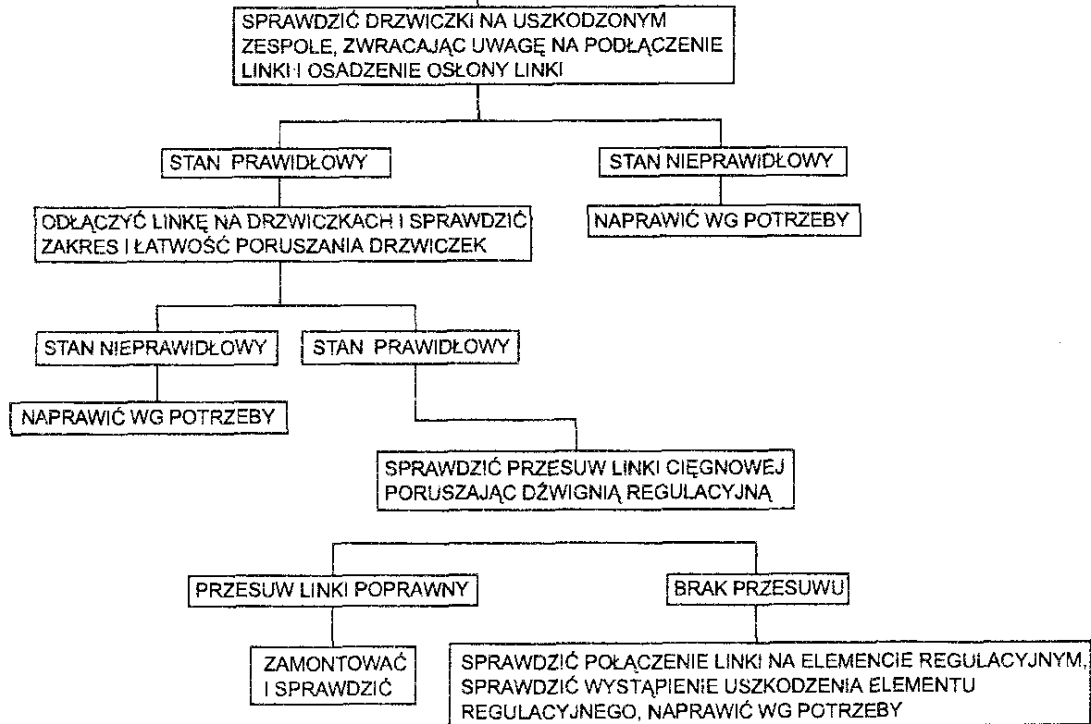 SPRAWDZIĆ DRZWICZKI NA USZKODZONYM
ZESPOLE, ZWRACAJĄC UWAGĘ NA PODŁĄCZENIE
LINKI I OSADZENIE OSŁONY LINKI
STAN PRAWIDŁOWY
STAN NIEPRAWIDŁOWY
ODŁĄCZYĆ LINKĘ NA DRZWICZKACH I SPRAWDZIĆ
ZAKRES I ŁATWOŚĆ PORUSZANIA DRZWICZEK
NAPRAWIĆ WG POTRZEBY
STAN NIEPRAWIDŁOWY
STAN PRAWIDŁOWY
NAPRAWIĆ WG POTRZEBY
SPRAWDZIĆ PRZESUW LINKI CIĘGNOWEJ
PORUSZAJĄC DŹWIGNIĄ REGULACYJNĄ
PRZESUW LINKI POPRAWNY
BRAK PRZESUWU
ZAMONTOWAĆ
I SPRAWDZIĆ
SPRAWDZIĆ POŁĄCZENIE LINKI NA ELEMENCIE REGULACYJNYM,
SPRAWDZIĆ WYSTĄPIENIE USZKODZENIA ELEMENTU
REGULACYJNEGO, NAPRAWIĆ WG POTRZEBY